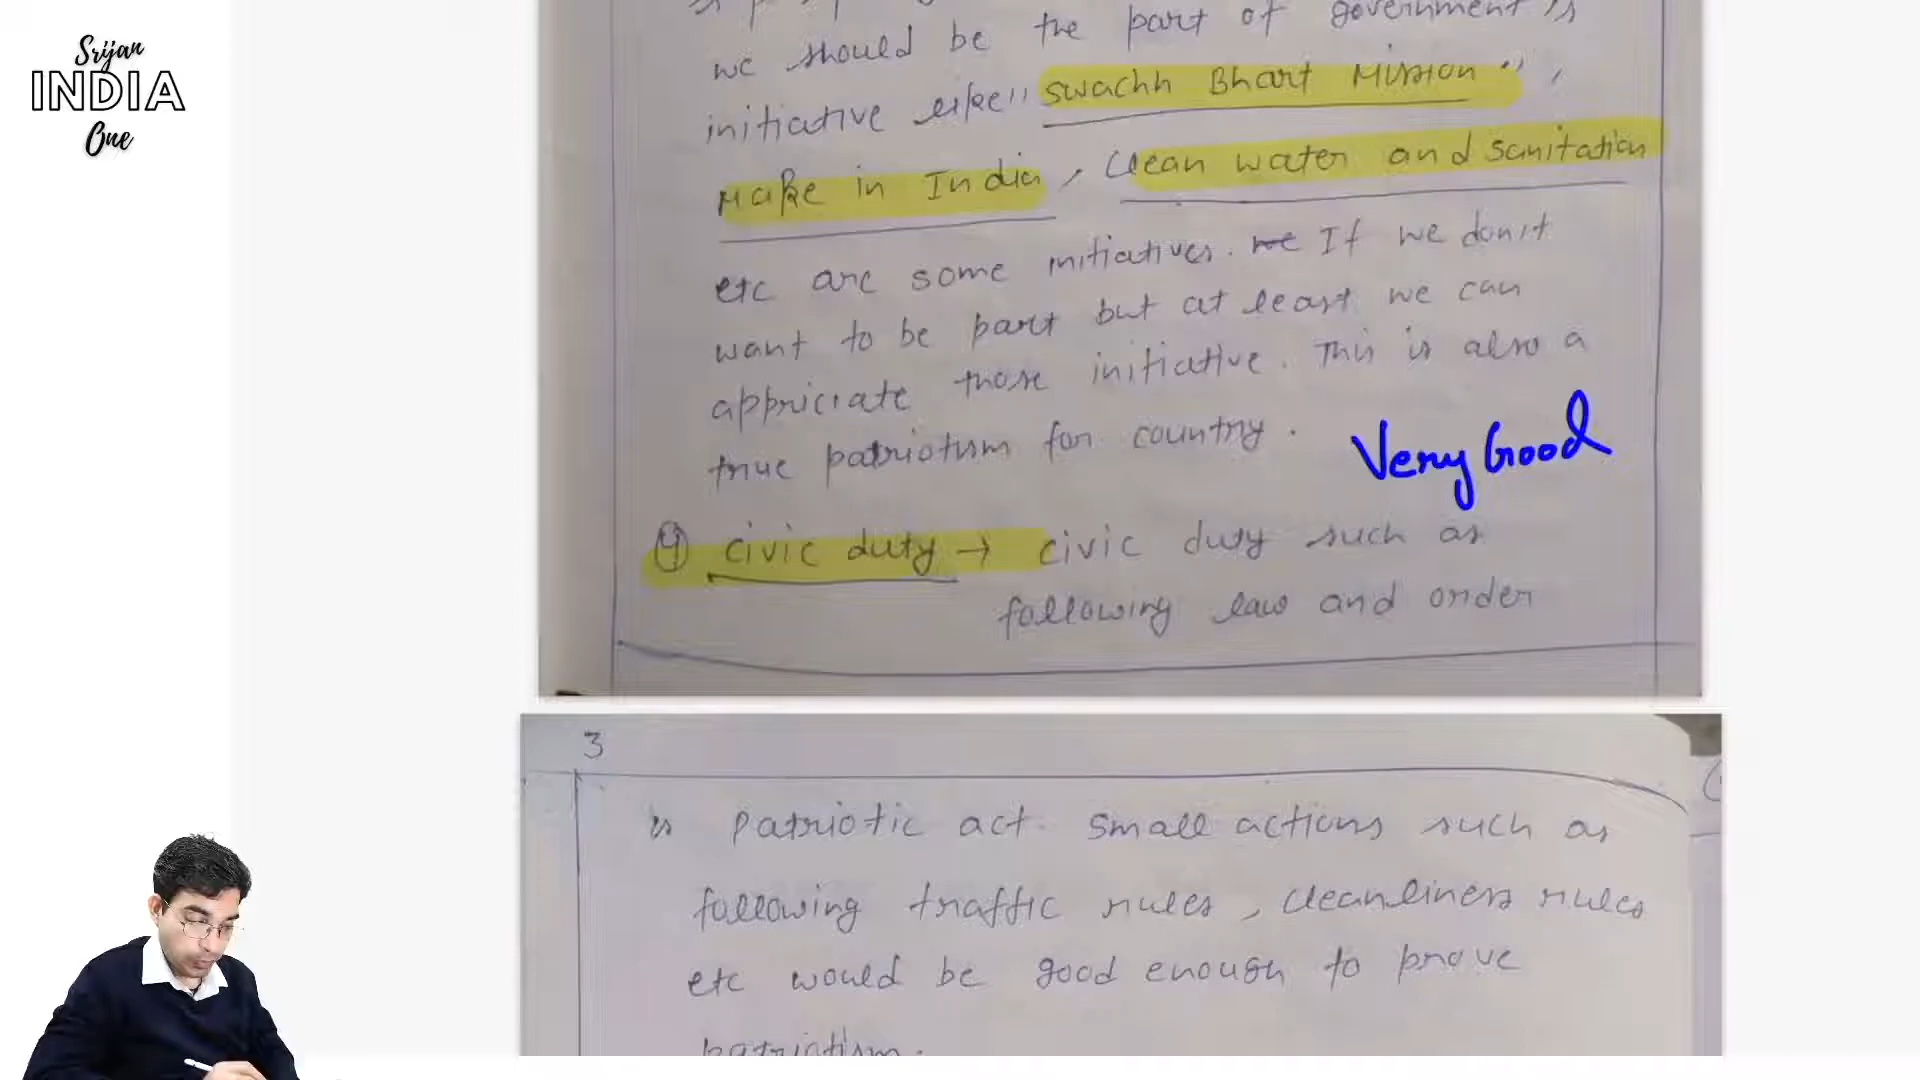 Srijan
INDIA
One
we should be the part of government's
initiative like "Swachh Bhart Mission",
Make in India, Clean water and sanitation
etc are some initiatives. we If we don't
want to be part but at least we can
appriciate those initiative. This is also a
true patriotism for country.
Very Good
4 civic duty → civic duty such as
following law and order
3
is Patriotic act. Small actions such as
following traffic rules, cleanliness rules
etc would be good enough to prove
patriotism.